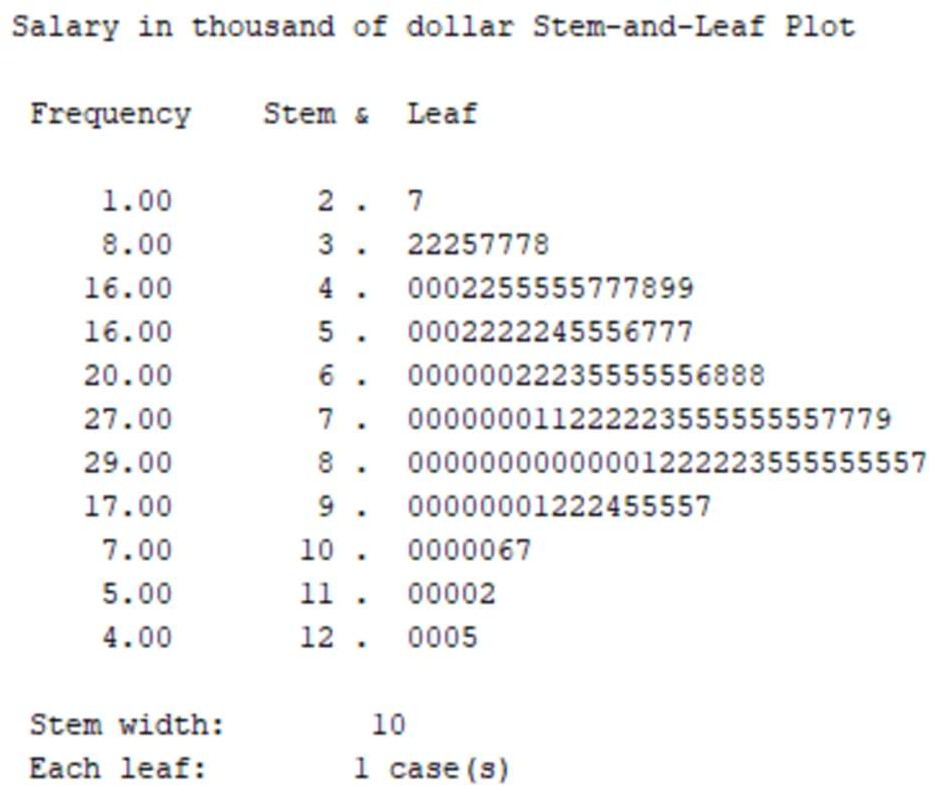 Salary in thousand of dollar Stem-and-Leaf Plot
Frequency Stem & Leaf
1.00 2 . 7
8.00 3 . 22257778
16.00 4 . 0002255555777899
16.00 5 . 0002222245556777
20.00 6 . 00000022235555556888
27.00 7 . 000000011222223555555557779
29.00 8 . 00000000000001222223555555557
17.00 9 . 00000001222455557
7.00 10 . 0000067
5.00 11 . 00002
4.00 12 . 0005
Stem width: 10
Each leaf: 1 case(s)